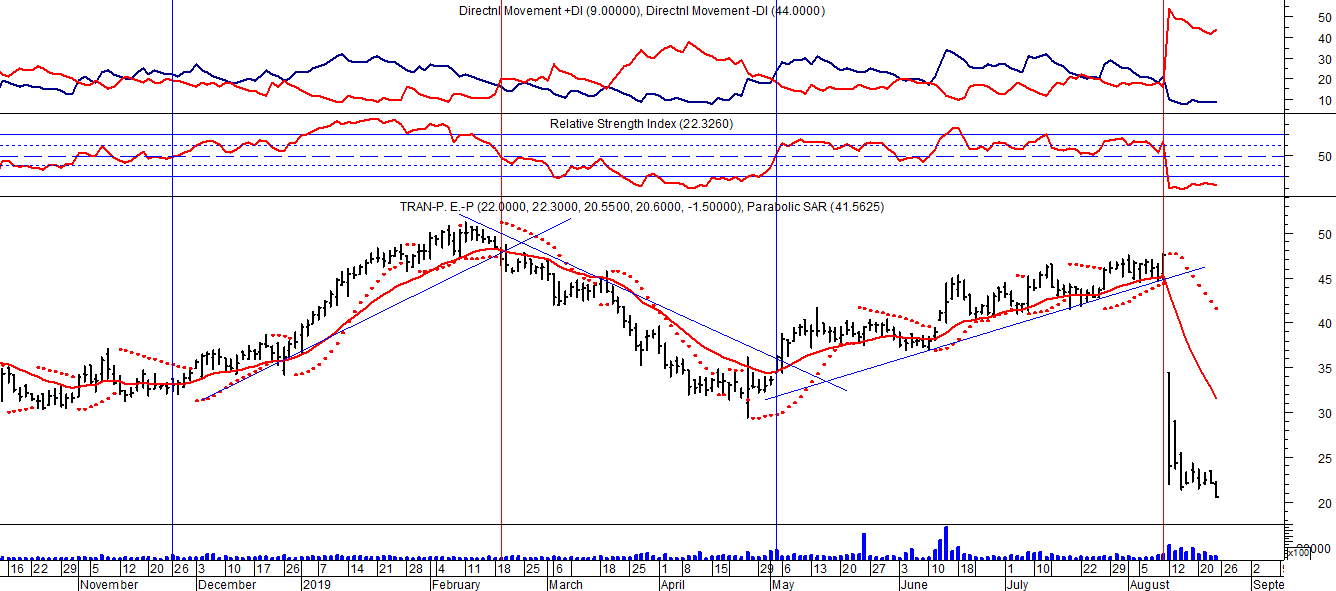 Directnl Movement +DI (9.00000), Directnl Movement -DI (44.0000)
50
40
30
20
10
Relative Strength Index (22.3260)
50
TRAN-P. E.-P (22.0000, 22.3000, 20.5500, 20.6000, -1.50000), Parabolic SAR (41.5625)
50
45
40
35
30
25
20
x100
16 22 29 5 12 20 26 3 10 17 26 7 14 21 28 4 11 18 25 6 18 25 1 8 15 29 6 13 20 27 3 10 18 1 10 22 29 5 12 20 26 2
November December 2019 February March April May June July August Septe